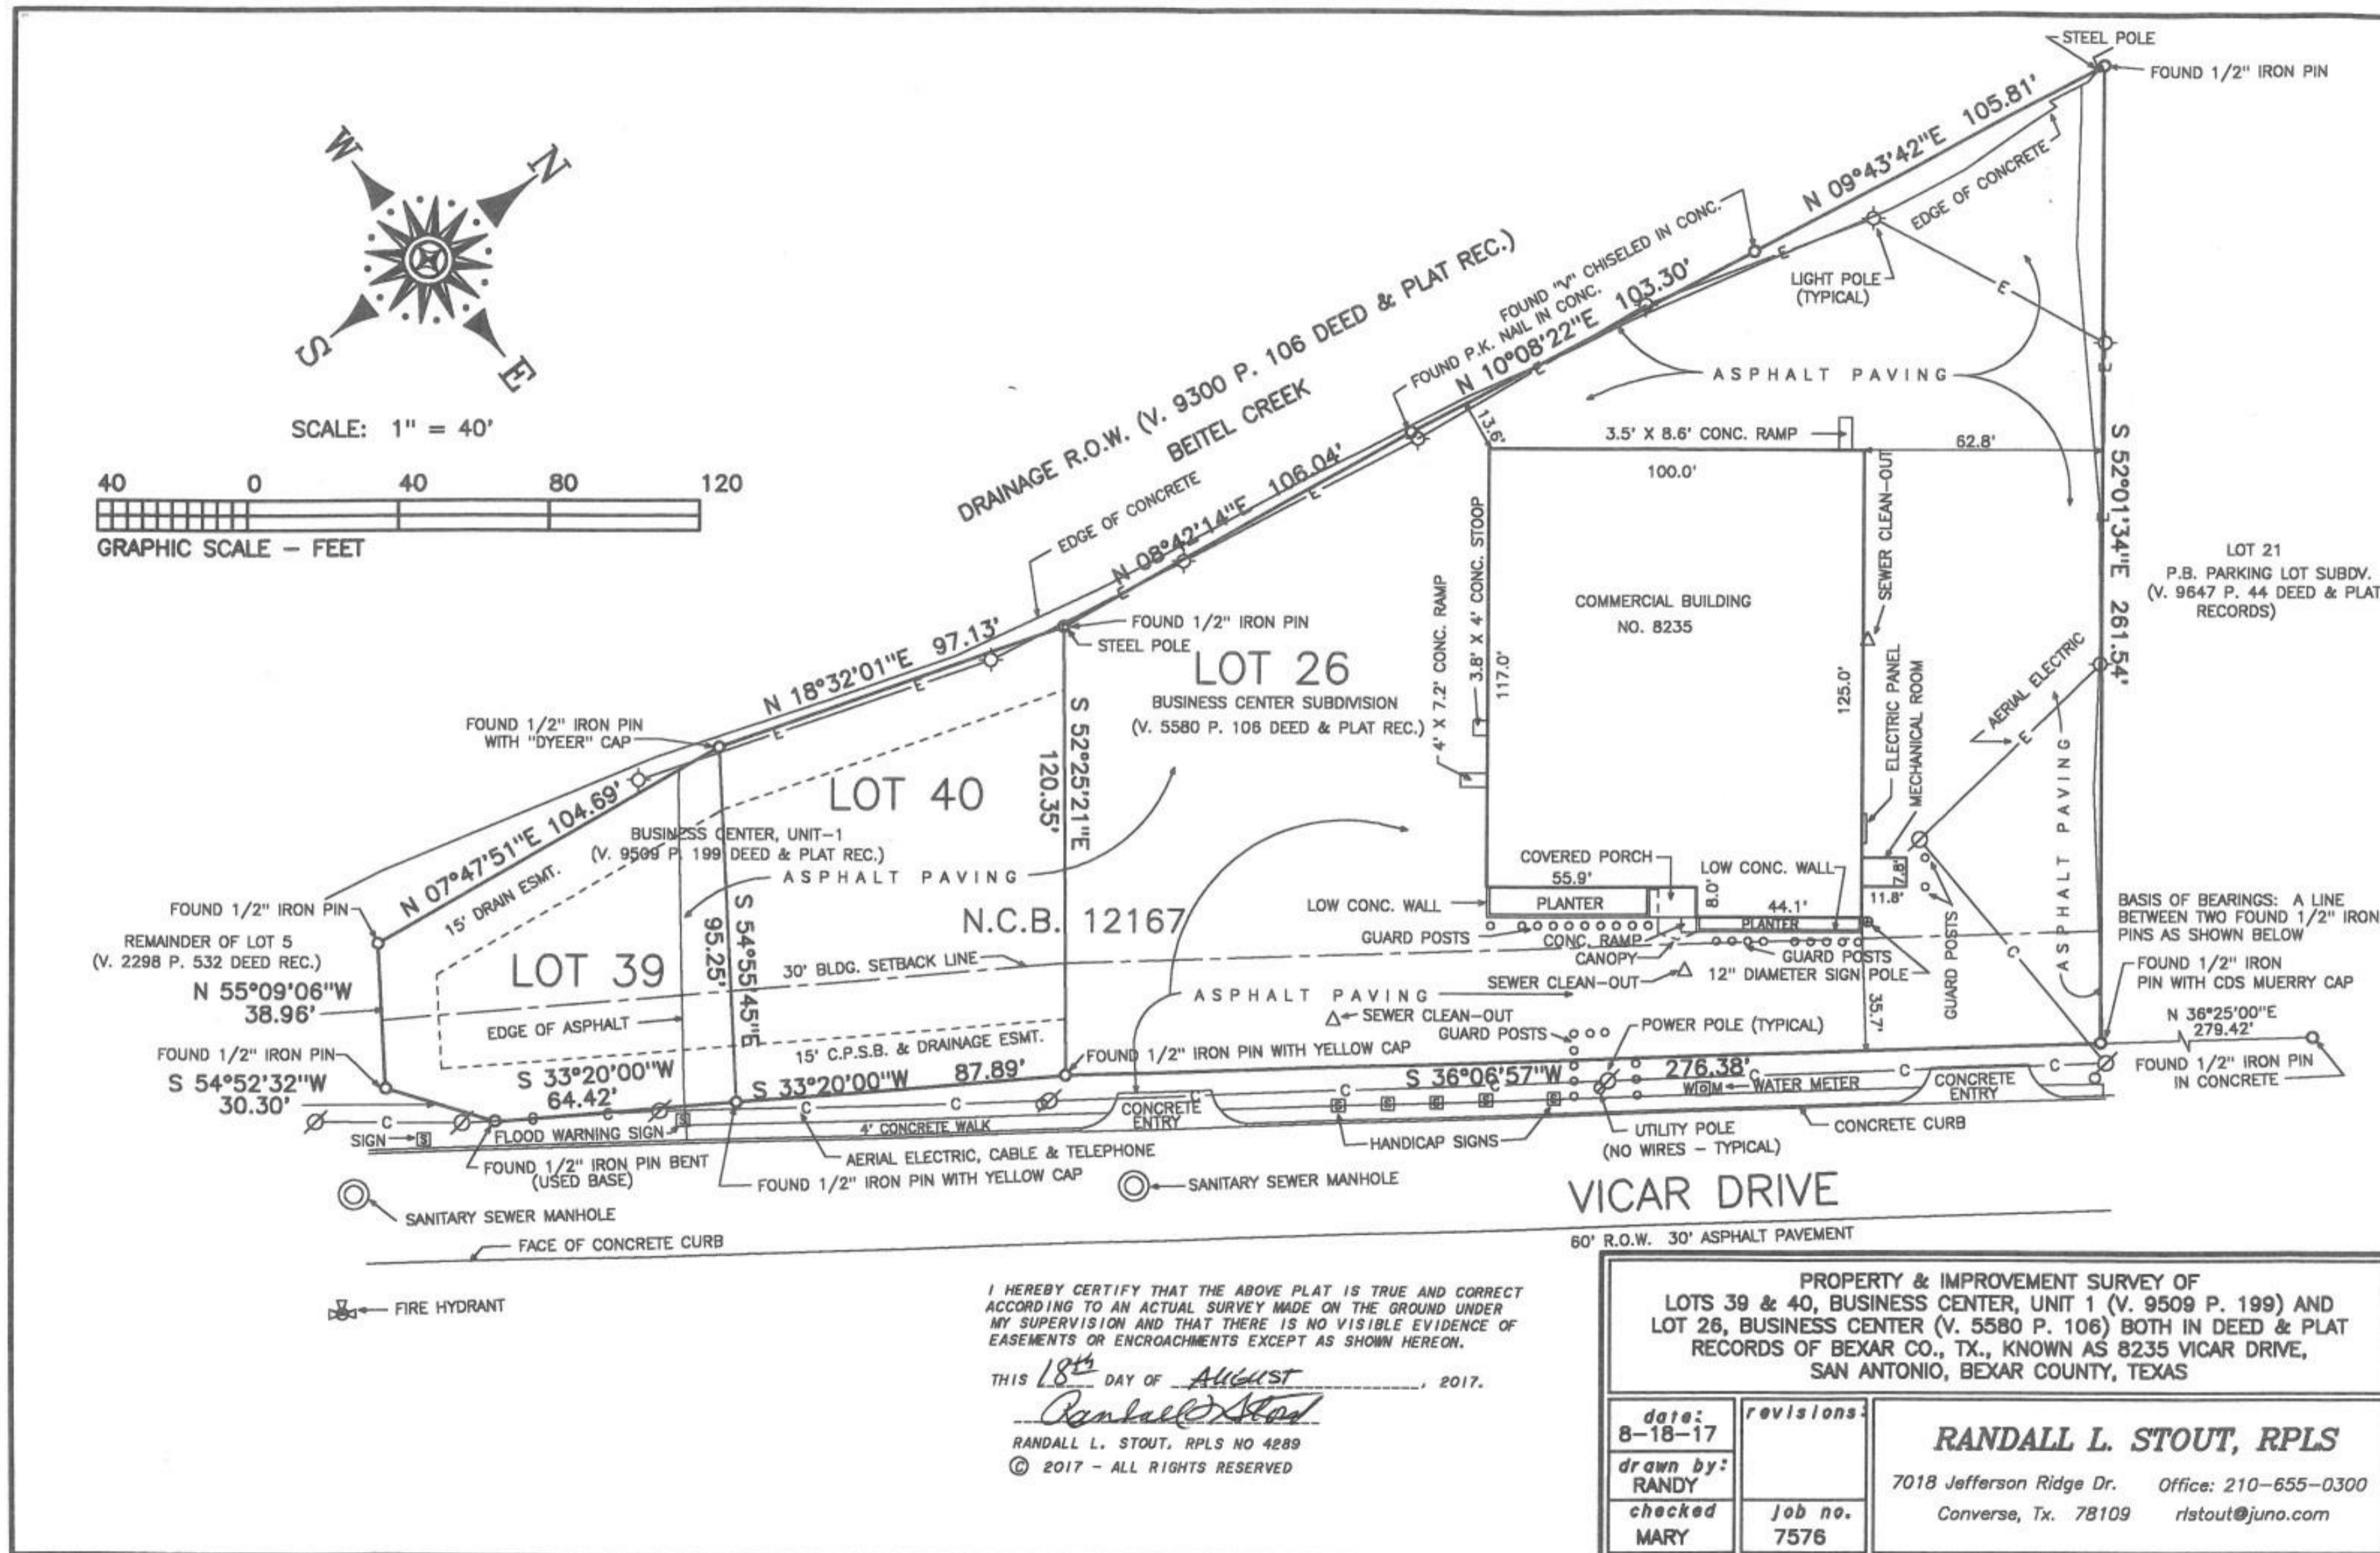 STEEL POLE
FOUND 1/2" IRON PIN
W
N
S
E
SCALE: 1" = 40'
40 0 40 80 120
GRAPHIC SCALE – FEET
DRAINAGE R.O.W. (V. 9300 P. 106 DEED & PLAT REC.)
BEITEL CREEK
EDGE OF CONCRETE
N 09°43'42"E 105.81'
EDGE OF CONCRETE
FOUND "V" CHISELED IN CONC.
FOUND P.K. NAIL IN CONC.
N 10°08'22"E 103.30'
N 08°42'14"E 106.04'
N 18°32'01"E 97.13'
N 07°47'51"E 104.69'
LIGHT POLE
(TYPICAL)
E
E
E
E
E
E
E
E
E
ASPHALT PAVING
13.6'
3.5' X 8.6' CONC. RAMP
62.8'
100.0'
S 52°01'34"E 261.54'
LOT 21
P.B. PARKING LOT SUBDV.
(V. 9647 P. 44 DEED & PLAT
RECORDS)
SEWER CLEAN-OUT
4' X 7.2' CONC. RAMP
3.8' X 4' CONC. STOOP
117.0'
COMMERCIAL BUILDING
NO. 8235
125.0'
ELECTRIC PANEL
MECHANICAL ROOM
AERIAL ELECTRIC
ASPHALT PAVING
FOUND 1/2" IRON PIN
STEEL POLE
LOT 26
BUSINESS CENTER SUBDIVISION
(V. 5580 P. 106 DEED & PLAT REC.)
S 52°25'21"E
120.35'
FOUND 1/2" IRON PIN
WITH "DYEER" CAP
LOT 40
BUSINESS CENTER, UNIT-1
(V. 9509 P. 199 DEED & PLAT REC.)
ASPHALT PAVING
15' DRAIN ESMT.
FOUND 1/2" IRON PIN
REMAINDER OF LOT 5
(V. 2298 P. 532 DEED REC.)
N 55°09'06"W
38.96'
LOT 39
S 54°55'45"E
95.25'
N.C.B. 12167
30' BLDG. SETBACK LINE
EDGE OF ASPHALT
15' C.P.S.B. & DRAINAGE ESMT.
COVERED PORCH
55.9'
LOW CONC. WALL
PLANTER
8.0'
LOW CONC. WALL
44.1'
PLANTER
7.8'
11.8'
GUARD POSTS
CONC. RAMP
CANOPY
GUARD POSTS
SEWER CLEAN-OUT
12" DIAMETER SIGN POLE
GUARD POSTS
35.7'
C
BASIS OF BEARINGS: A LINE
BETWEEN TWO FOUND 1/2" IRON
PINS AS SHOWN BELOW
FOUND 1/2" IRON
PIN WITH CDS MUERRY CAP
N 36°25'00"E
279.42'
FOUND 1/2" IRON PIN
IN CONCRETE
ASPHALT PAVING
SEWER CLEAN-OUT
GUARD POSTS
POWER POLE (TYPICAL)
FOUND 1/2" IRON PIN
S 54°52'32"W
30.30'
S 33°20'00"W
64.42'
S 33°20'00"W 87.89'
FOUND 1/2" IRON PIN WITH YELLOW CAP
S 36°06'57"W 276.38'
W M WATER METER
CONCRETE
ENTRY
CONCRETE
ENTRY
C
C
C
C
C
C
C
C
SIGN S
FLOOD WARNING SIGN S
S S S S S
4' CONCRETE WALK
HANDICAP SIGNS
UTILITY POLE
(NO WIRES – TYPICAL)
CONCRETE CURB
FOUND 1/2" IRON PIN BENT
(USED BASE)
AERIAL ELECTRIC, CABLE & TELEPHONE
FOUND 1/2" IRON PIN WITH YELLOW CAP
SANITARY SEWER MANHOLE
SANITARY SEWER MANHOLE
VICAR DRIVE
FACE OF CONCRETE CURB
60' R.O.W. 30' ASPHALT PAVEMENT
FIRE HYDRANT
I HEREBY CERTIFY THAT THE ABOVE PLAT IS TRUE AND CORRECT
ACCORDING TO AN ACTUAL SURVEY MADE ON THE GROUND UNDER
MY SUPERVISION AND THAT THERE IS NO VISIBLE EVIDENCE OF
EASEMENTS OR ENCROACHMENTS EXCEPT AS SHOWN HEREON.
THIS 18th DAY OF AUGUST, 2017.
Randall L Stout
RANDALL L. STOUT, RPLS NO 4289
© 2017 - ALL RIGHTS RESERVED
PROPERTY & IMPROVEMENT SURVEY OF
LOTS 39 & 40, BUSINESS CENTER, UNIT 1 (V. 9509 P. 199) AND
LOT 26, BUSINESS CENTER (V. 5580 P. 106) BOTH IN DEED & PLAT
RECORDS OF BEXAR CO., TX., KNOWN AS 8235 VICAR DRIVE,
SAN ANTONIO, BEXAR COUNTY, TEXAS
date:
8-18-17
revisions:
drawn by:
RANDY
checked
MARY
job no.
7576
RANDALL L. STOUT, RPLS
7018 Jefferson Ridge Dr. Office: 210-655-0300
Converse, Tx. 78109 rlstout@juno.com